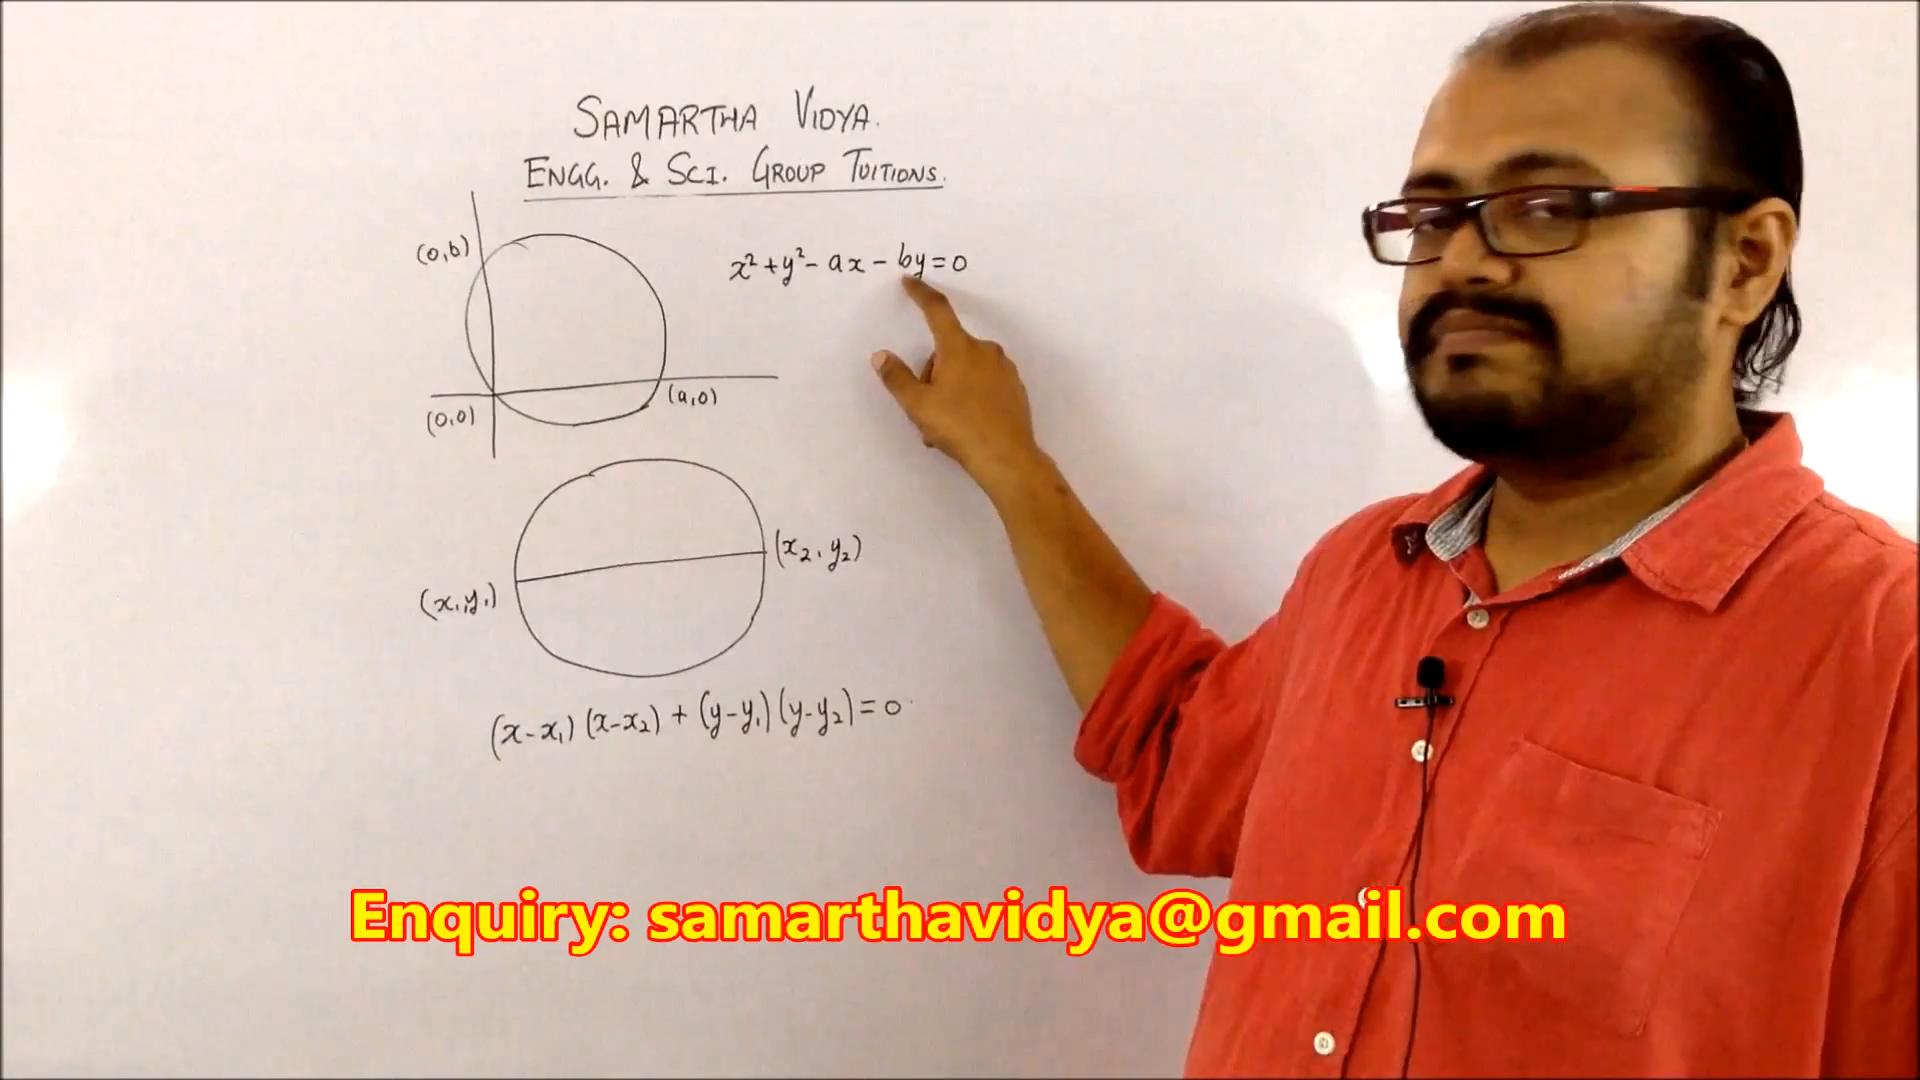 SAMARTHA VIDYA.
ENGG. & SCI. GROUP TUITIONS.
(0,b)
x²+y²-ax-by=0
(a,0)
(0,0)
(x₂,y₂)
(x₁,y₁)
(x-x₁)(x-x₂)+(y-y₁)(y-y₂)=0
Enquiry: samarthavidya@gmail.com